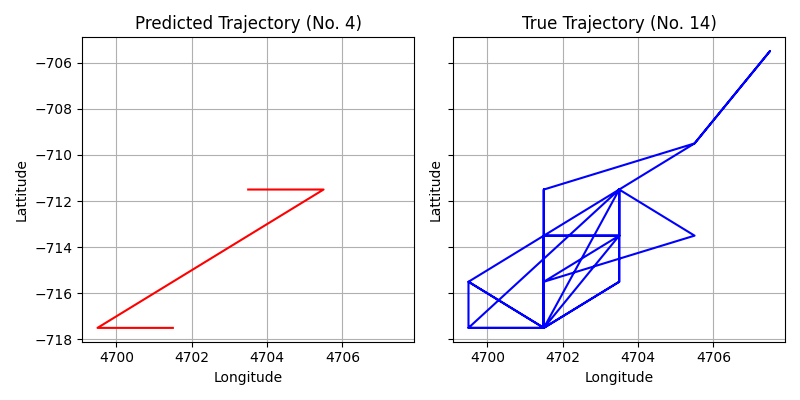 Predicted Trajectory (No. 4)
True Trajectory (No. 14)
−706
−708
−710
−712
−714
−716
−718
Lattitude
Lattitude
4700
4702
4704
4706
4700
4702
4704
4706
Longitude
Longitude